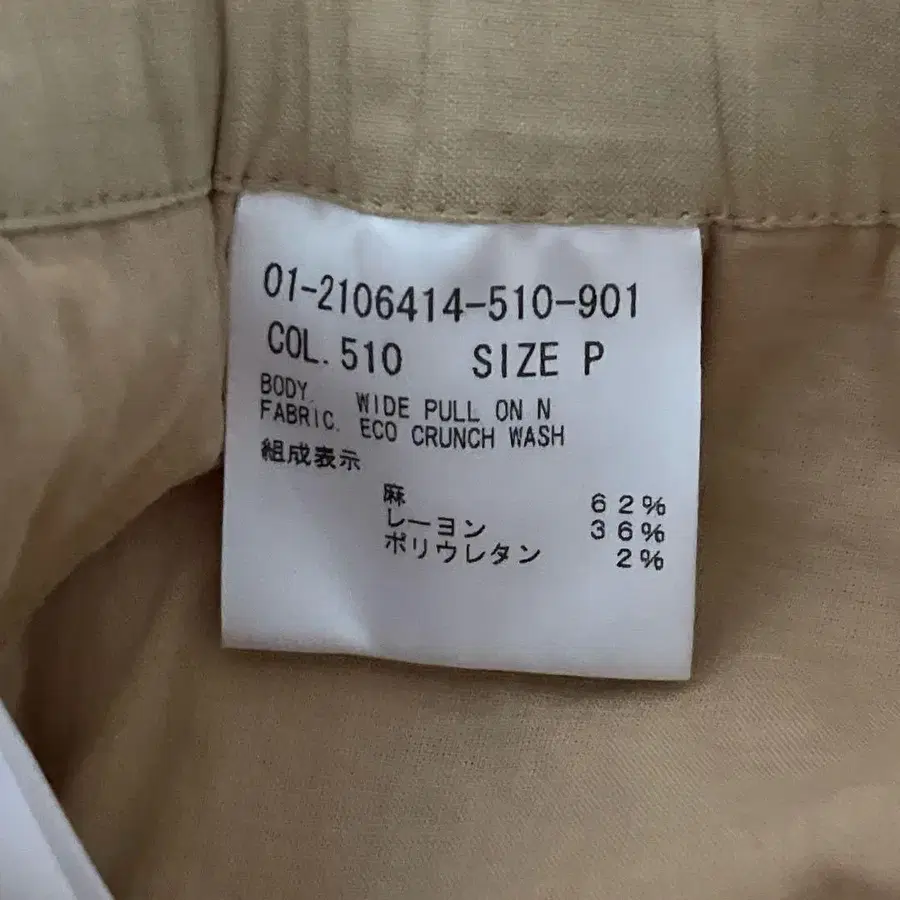 01-2106414-510-901
COL. 510 SIZE P
BODY. WIDE PULL ON N
FABRIC. ECO CRUNCH WASH
組成表示
麻 62%
レーヨン 36%
ポリウレタン 2%